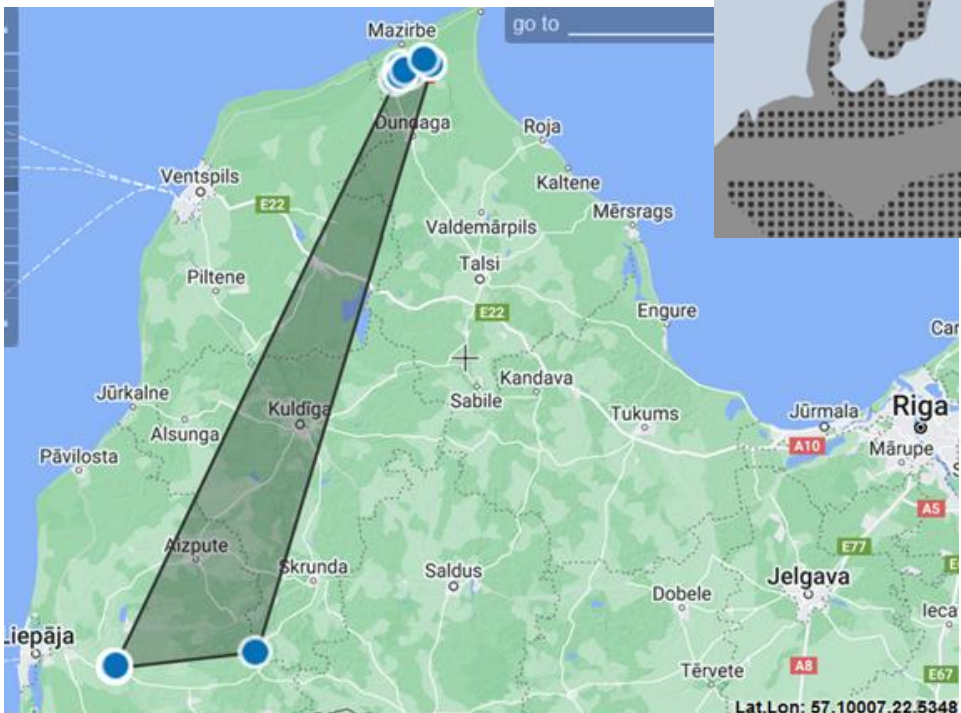 go to
Mazirbe
Dundaga
Roja
Ventspils
Kaltene
E22
Mērsrags
Valdemārpils
Talsi
Piltene
E22
Engure
Kandava
Jūrkalne
Sabile
Kuldīga
Tukums
Jūrmala
Rīga
Alsunga
A10
Mārupe
Pāvilosta
A5
Aizpute
E77
Skrunda
Saldus
Jelgava
Dobele
Liepāja
A8
Tērvete
E67
Lat,Lon: 57.10007,22.5348